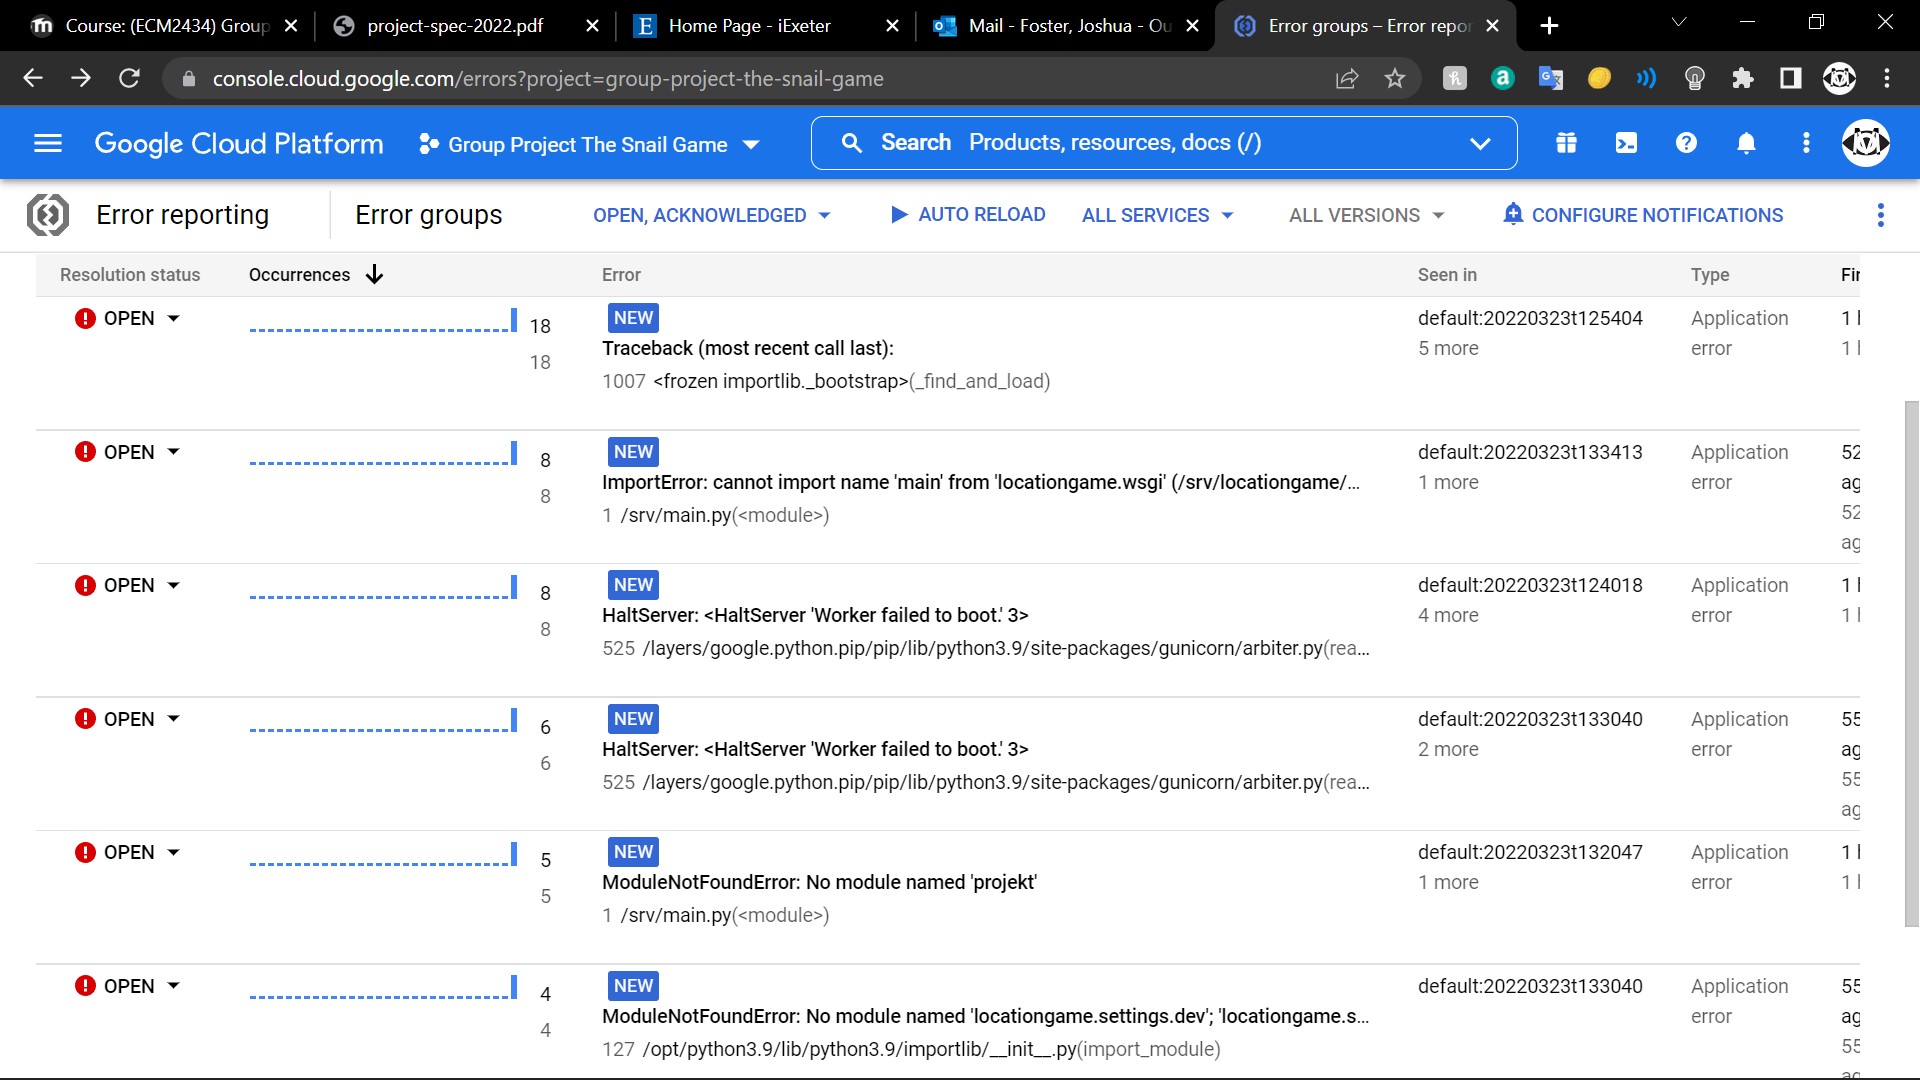 Course: (ECM2434) Group
project-spec-2022.pdf
Home Page - iExeter
Mail - Foster, Joshua - Ou
Error groups – Error repor
console.cloud.google.com/errors?project=group-project-the-snail-game
Google Cloud Platform
Group Project The Snail Game
Search Products, resources, docs (/)
Error reporting
Error groups
OPEN, ACKNOWLEDGED
AUTO RELOAD
ALL SERVICES
ALL VERSIONS
CONFIGURE NOTIFICATIONS
Resolution status Occurrences Error Seen in Type Fir
OPEN
18
18
NEW
Traceback (most recent call last):
1007 <frozen importlib._bootstrap>(_find_and_load)
default:20220323t125404
5 more
Application
error
1 h
1 h
OPEN
8
8
NEW
ImportError: cannot import name 'main' from 'locationgame.wsgi' (/srv/locationgame/...
1 /srv/main.py(<module>)
default:20220323t133413
1 more
Application
error
52
ag
52
ag
OPEN
8
8
NEW
HaltServer: <HaltServer 'Worker failed to boot.' 3>
525 /layers/google.python.pip/pip/lib/python3.9/site-packages/gunicorn/arbiter.py(rea...
default:20220323t124018
4 more
Application
error
1 h
1 h
OPEN
6
6
NEW
HaltServer: <HaltServer 'Worker failed to boot.' 3>
525 /layers/google.python.pip/pip/lib/python3.9/site-packages/gunicorn/arbiter.py(rea...
default:20220323t133040
2 more
Application
error
55
ag
55
ag
OPEN
5
5
NEW
ModuleNotFoundError: No module named 'projekt'
1 /srv/main.py(<module>)
default:20220323t132047
1 more
Application
error
1 h
1 h
OPEN
4
4
NEW
ModuleNotFoundError: No module named 'locationgame.settings.dev'; 'locationgame.s...
127 /opt/python3.9/lib/python3.9/importlib/__init__.py(import_module)
default:20220323t133040
Application
error
55
ag
55
ag